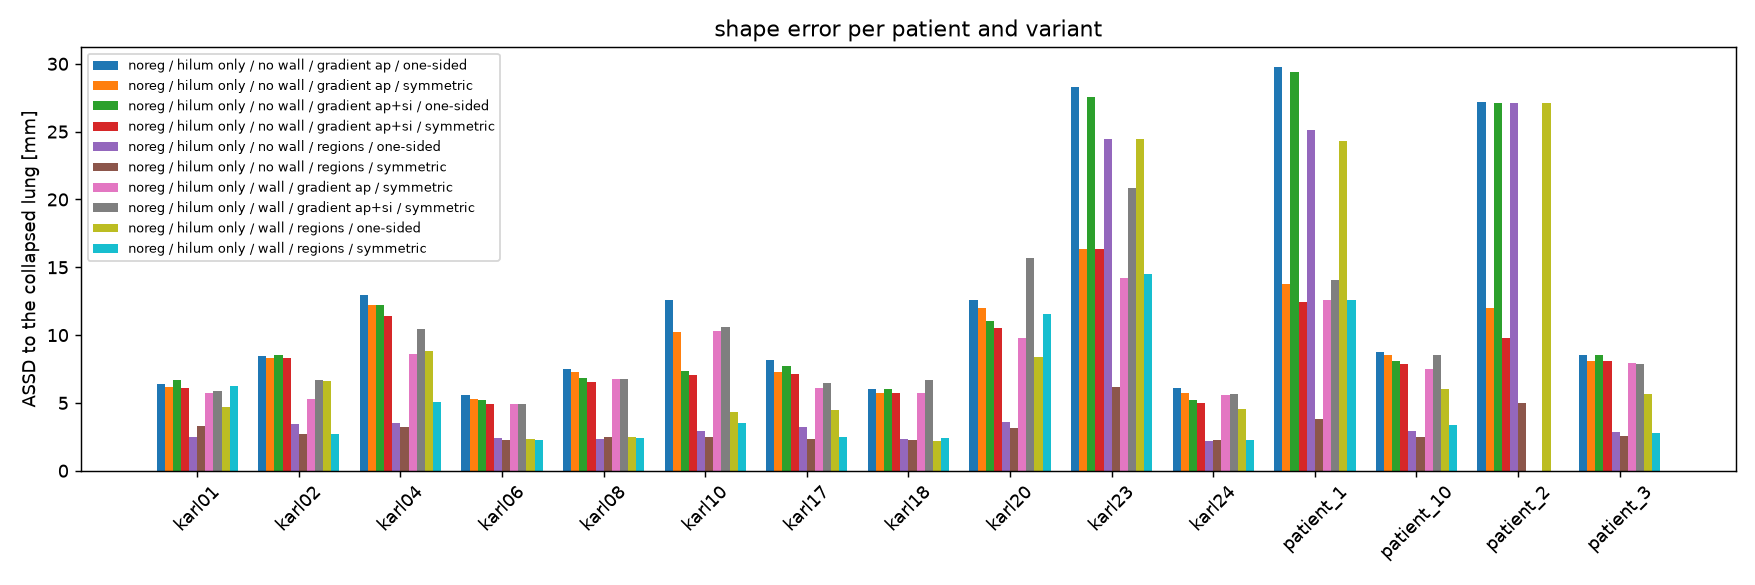 shape error per patient and variant
ASSD to the collapsed lung [mm]
30
25
20
15
10
5
0
noreg / hilum only / no wall / gradient ap / one-sided
noreg / hilum only / no wall / gradient ap / symmetric
noreg / hilum only / no wall / gradient ap+si / one-sided
noreg / hilum only / no wall / gradient ap+si / symmetric
noreg / hilum only / no wall / regions / one-sided
noreg / hilum only / no wall / regions / symmetric
noreg / hilum only / wall / gradient ap / symmetric
noreg / hilum only / wall / gradient ap+si / symmetric
noreg / hilum only / wall / regions / one-sided
noreg / hilum only / wall / regions / symmetric
karl01
karl02
karl04
karl06
karl08
karl10
karl17
karl18
karl20
karl23
karl24
patient_1
patient_10
patient_2
patient_3